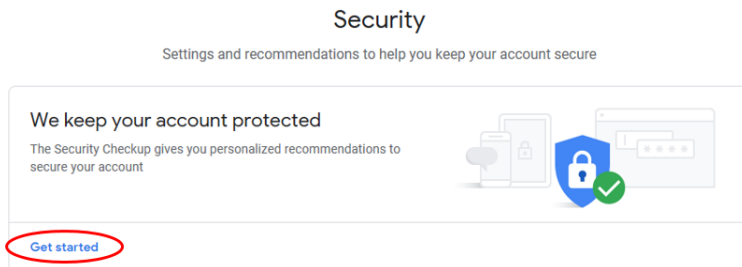 Security
Settings and recommendations to help you keep your account secure
We keep your account protected
The Security Checkup gives you personalized recommendations to
secure your account
Get started